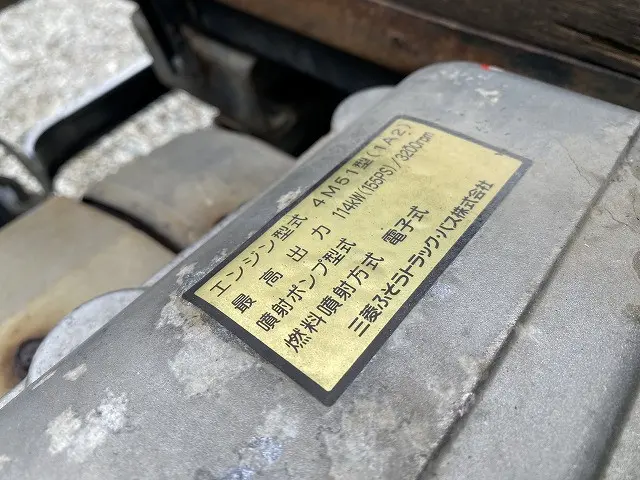 エンジン型式 4M51型(1A2)
最高出力 114kW(155PS)/3200rpm
噴射ポンプ型式
燃料噴射方式 電子式
三菱ふそうトラック・バス株式会社